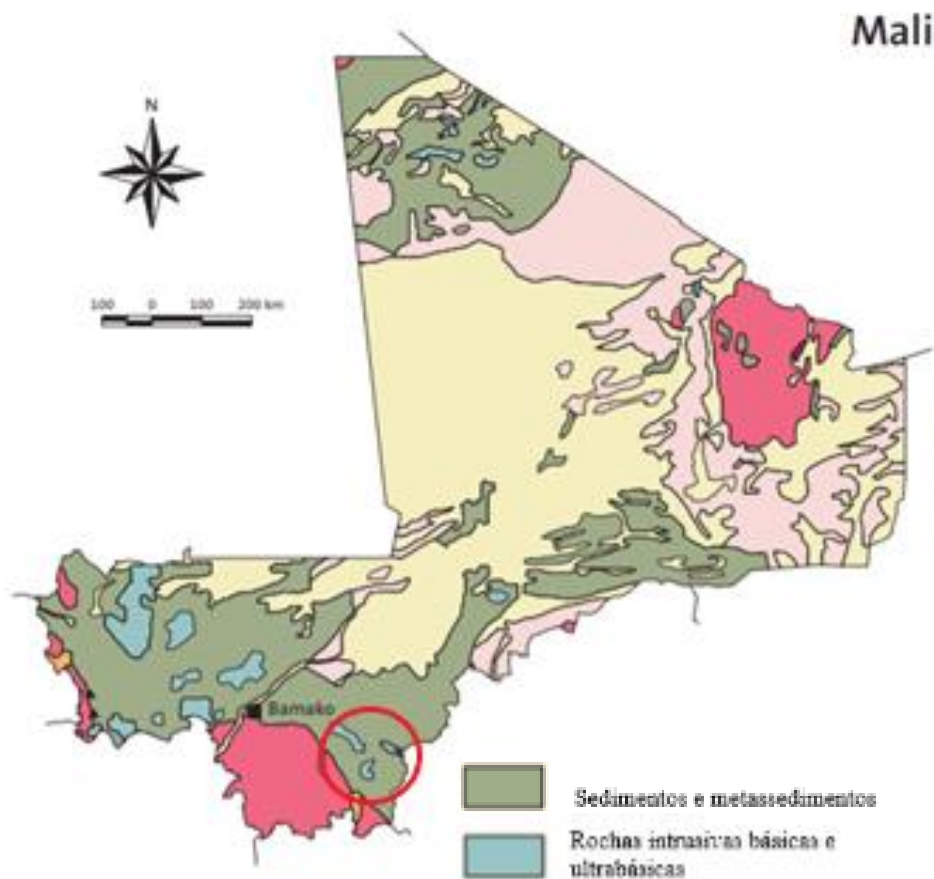 Mali
N
100 0 100 200 km
Bamako
Sedimentos e metassedimentos
Rochas intrusivas básicas e
ultrabásicas